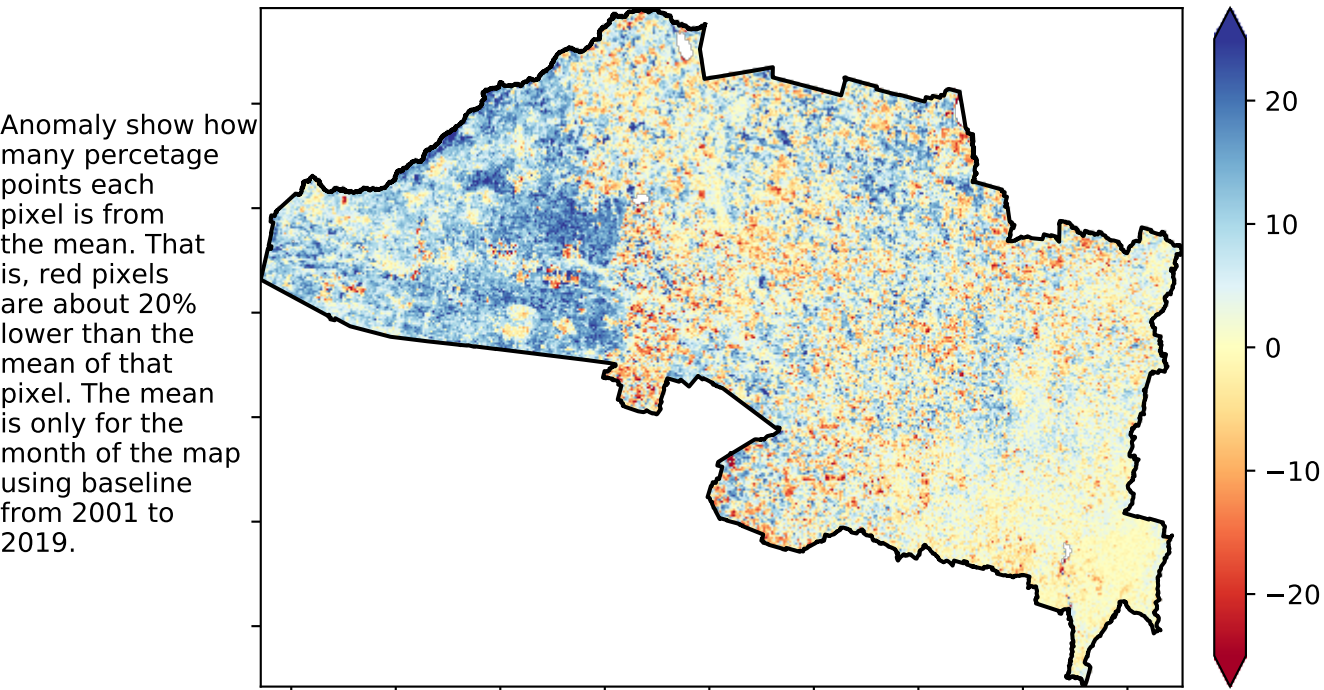 Anomaly show how
many percetage
points each
pixel is from
the mean. That
is, red pixels
are about 20%
lower than the
mean of that
pixel. The mean
is only for the
month of the map
using baseline
from 2001 to
2019.
20
10
0
−10
−20